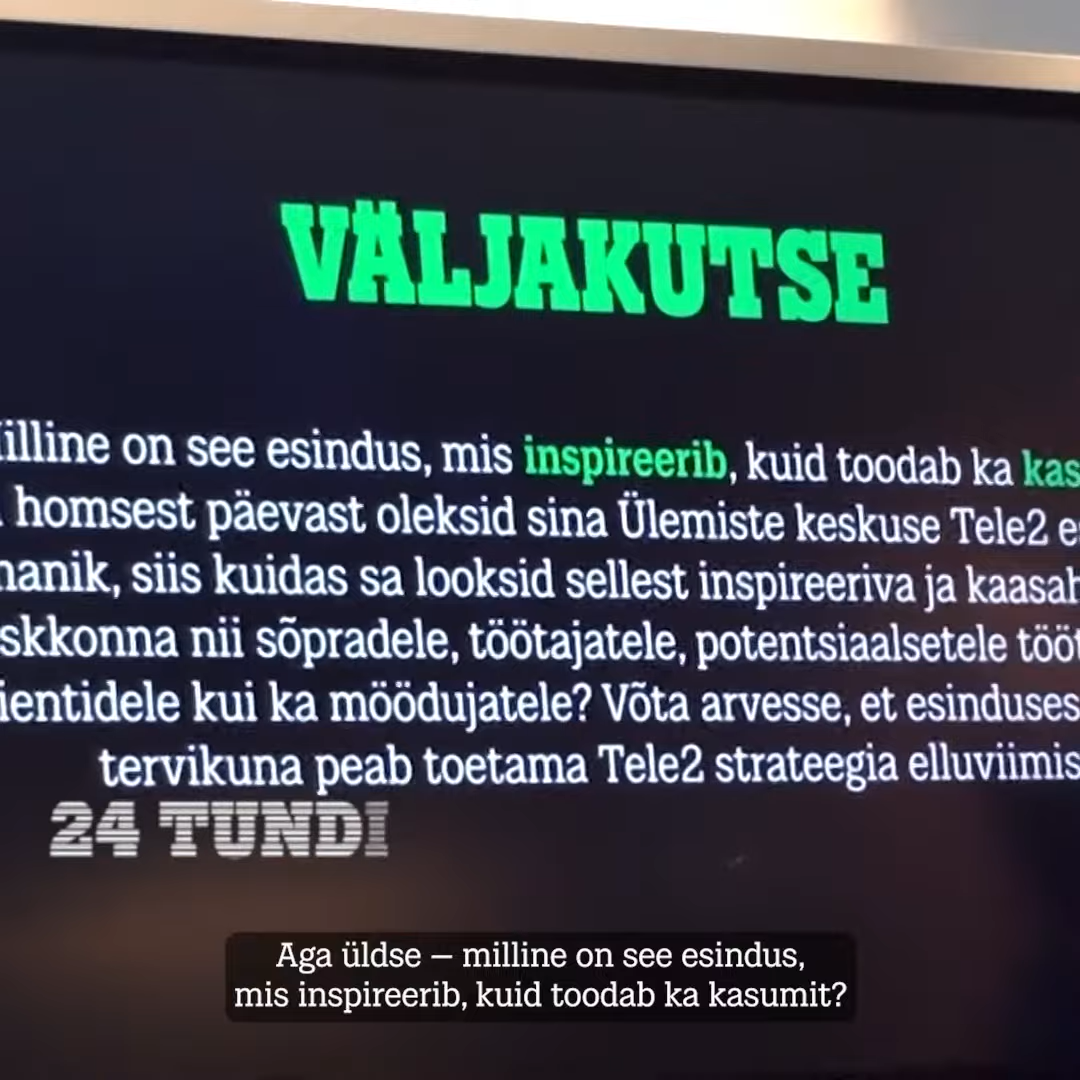 VÄLJAKUTSE
on see esindus, mis inspireerib, kuid toodab ka
homsest päevast oleksid sina Ülemiste keskuse Tele2
siis kuidas sa looksid sellest inspireeriva ja
nii sõpradele, töötajatele, potentsiaalsetele
kui ka möödujatele? Võta arvesse, et
tervikuna peab toetama Tele2 strateegia
24 TUNDI
Aga üldse – milline on see esindus,
mis inspireerib, kuid toodab ka kasumit?